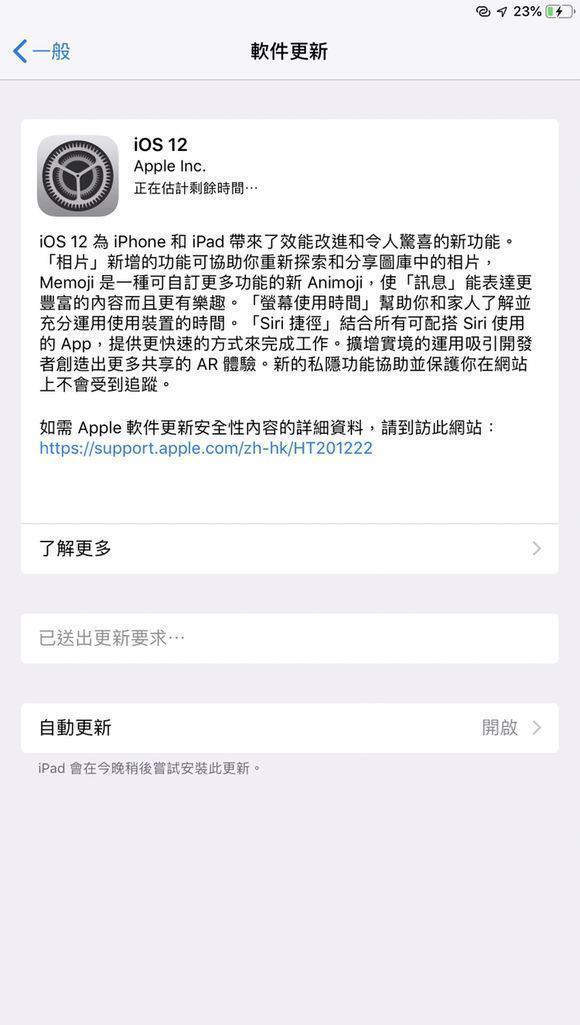 23%
一般
軟件更新
iOS 12
Apple Inc.
正在估計剩餘時間⋯
iOS 12 為 iPhone 和 iPad 帶來了效能改進和令人驚喜的新功能。
「相片」新增的功能可協助你重新探索和分享圖庫中的相片，
Memoji 是一種可自訂更多功能的新 Animoji，使「訊息」能表達更
豐富的內容而且更有樂趣。「螢幕使用時間」幫助你和家人了解並
充分運用使用裝置的時間。「Siri 捷徑」結合所有可配搭 Siri 使用
的 App，提供更快速的方式來完成工作。擴增實境的運用吸引開發
者創造出更多共享的 AR 體驗。新的私隱功能協助並保護你在網站
上不會受到追蹤。
如需 Apple 軟件更新安全性內容的詳細資料，請到訪此網站：
https://support.apple.com/zh-hk/HT201222
了解更多
已送出更新要求⋯
自動更新 開啟
iPad 會在今晚稍後嘗試安裝此更新。